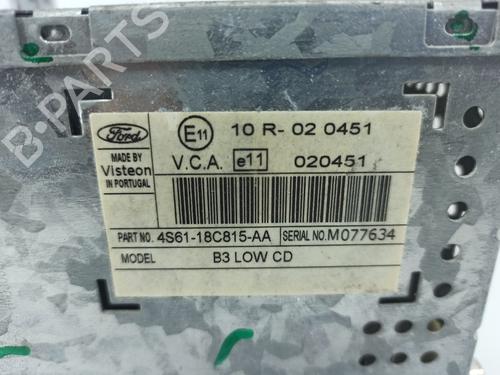 B-PARTS
Ford
E11
10 R- 02 0451
MADE BY
Visteon
IN PORTUGAL
V.C.A.
e11
020451
PART NO. 4S61-18C815-AA
SERIAL NO. M077634
MODEL
B3 LOW CD